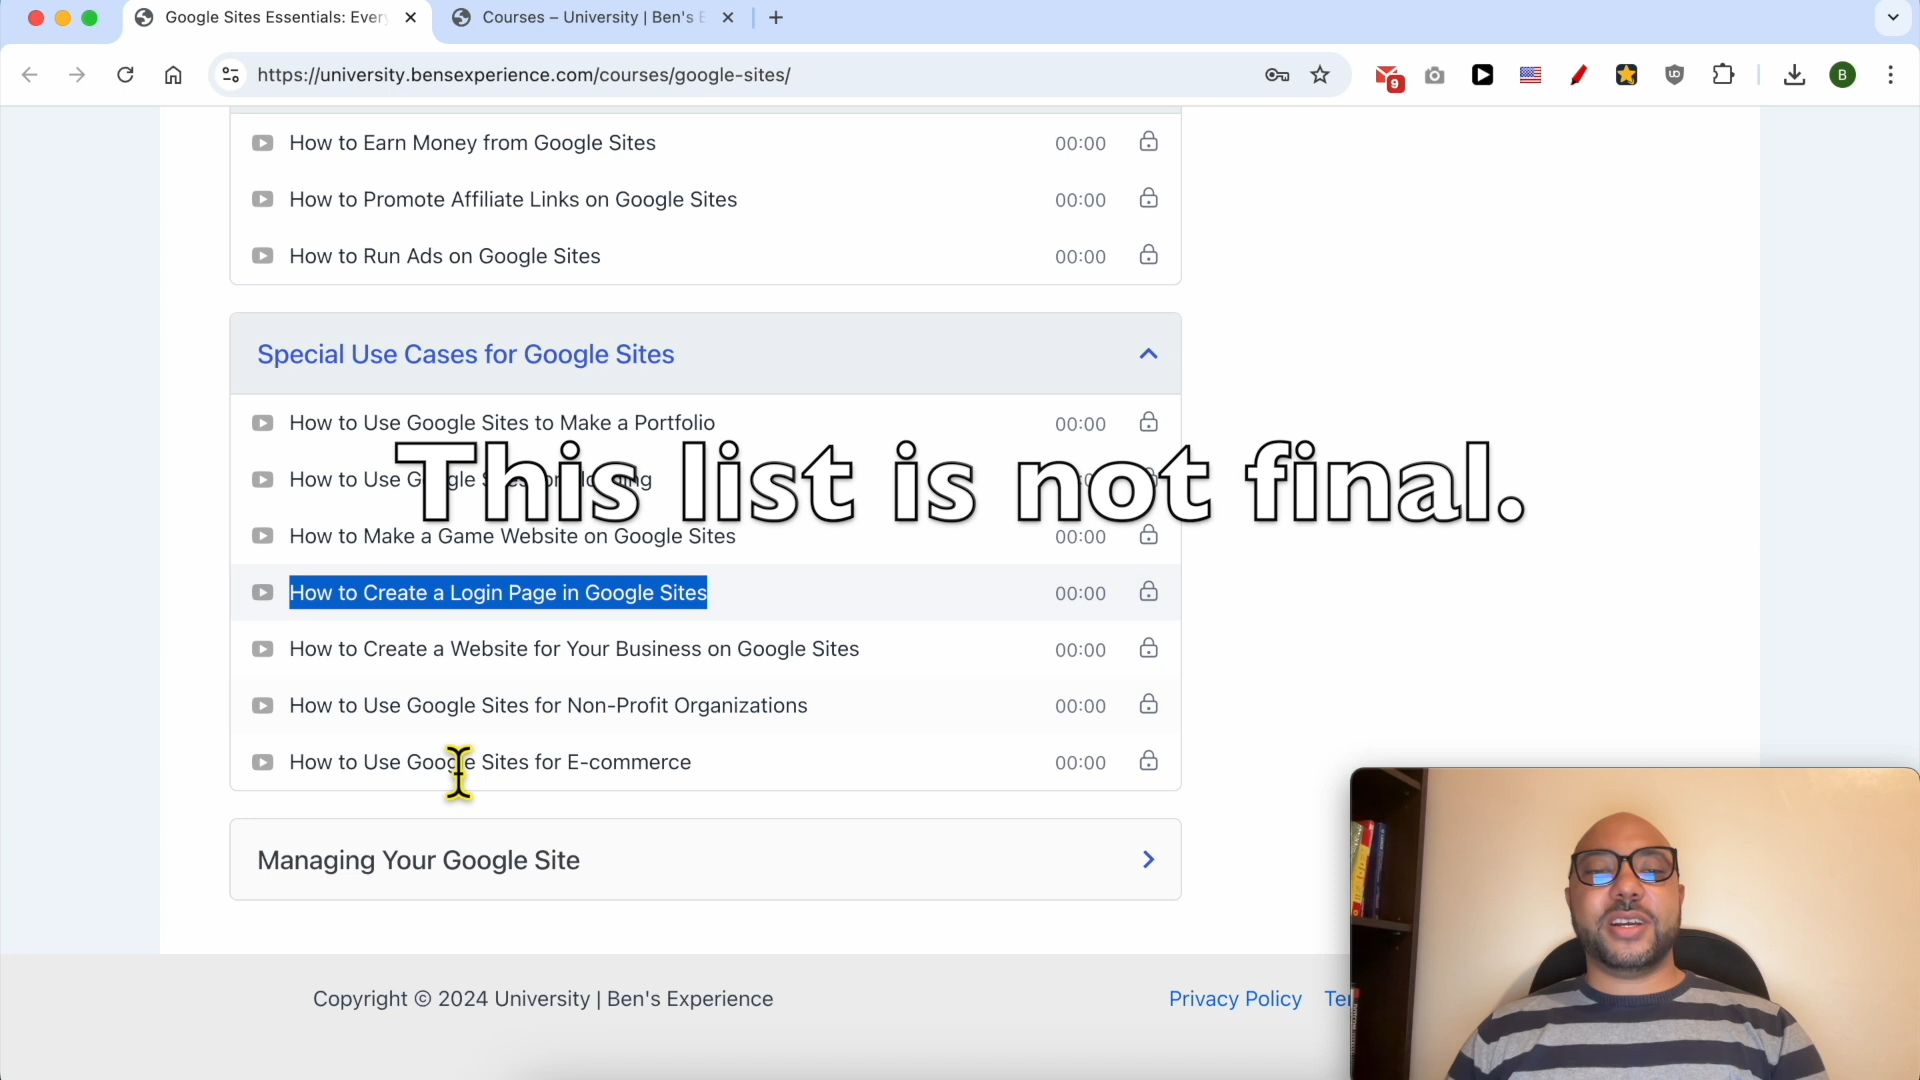 Google Sites Essentials: Ever
Courses – University | Ben's E
https://university.bensexperience.com/courses/google-sites/
9
B
How to Earn Money from Google Sites 00:00
How to Promote Affiliate Links on Google Sites 00:00
How to Run Ads on Google Sites 00:00
Special Use Cases for Google Sites
How to Use Google Sites to Make a Portfolio 00:00
This list is not final.
How to Use
How to Make a Game Website on Google Sites 00:00
How to Create a Login Page in Google Sites 00:00
How to Create a Website for Your Business on Google Sites 00:00
How to Use Google Sites for Non-Profit Organizations 00:00
How to Use Google Sites for E-commerce 00:00
Managing Your Google Site
Copyright © 2024 University | Ben's Experience
Privacy Policy